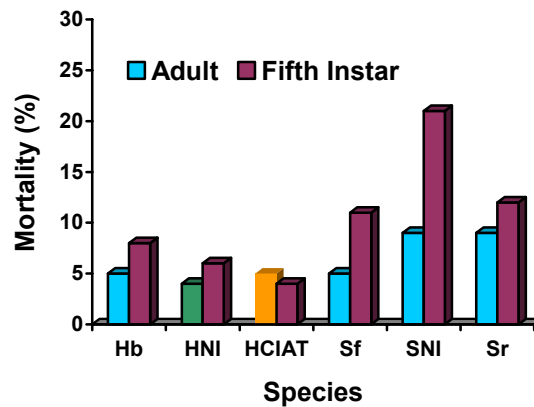 30
25
20
15
10
5
0
Mortality (%)
Adult Fifth Instar
Hb HNI HCIAT Sf SNI Sr
Species